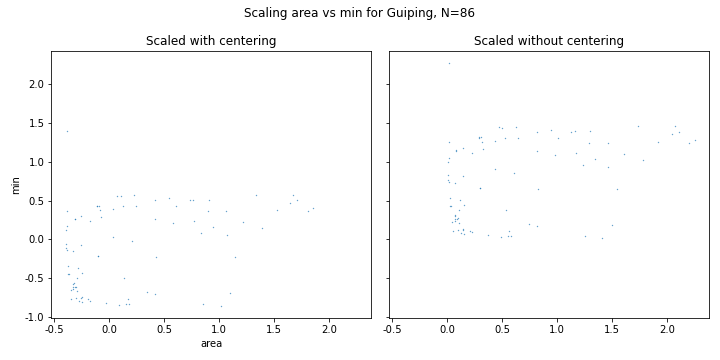 Scaling area vs min for Guiping, N=86
Scaled with centering
Scaled without centering
2.0
1.5
1.0
0.5
0.0
-0.5
-1.0
min
-0.5 0.0 0.5 1.0 1.5 2.0
-0.5 0.0 0.5 1.0 1.5 2.0
area